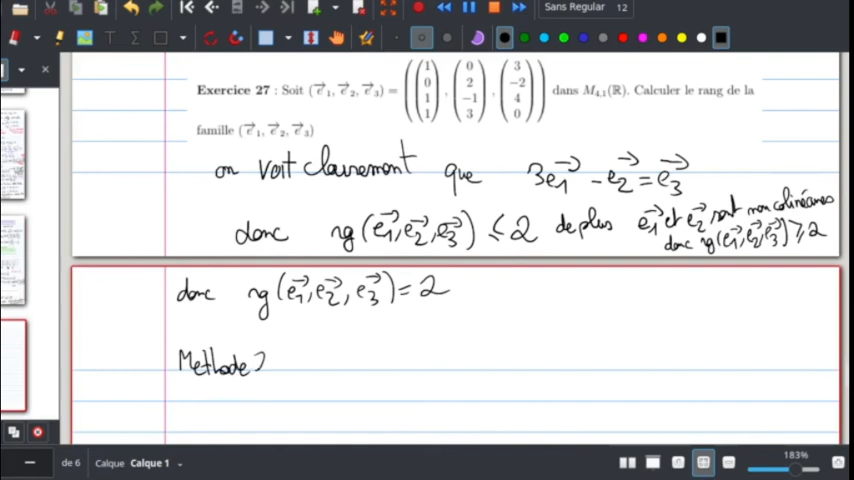 Sans Regular 12
Exercice 27 : Soit (e⃗₁, e⃗₂, e⃗₃) = ((1 0 1 1), (0 2 −1 3), (3 −2 4 0)) dans M₄,₁(ℝ). Calculer le rang de la
famille (e⃗₁, e⃗₂, e⃗₃)
on voit clairement que 3e⃗₁ − e⃗₂ = e⃗₃
donc rg(e⃗₁, e⃗₂, e⃗₃) ≤ 2 de plus e⃗₁ et e⃗₂ sont non colinéaires
donc rg(e⃗₁, e⃗₂, e⃗₃) ≥ 2
donc rg(e⃗₁, e⃗₂, e⃗₃) = 2
Methode 2
de 6 Calque Calque 1 183%